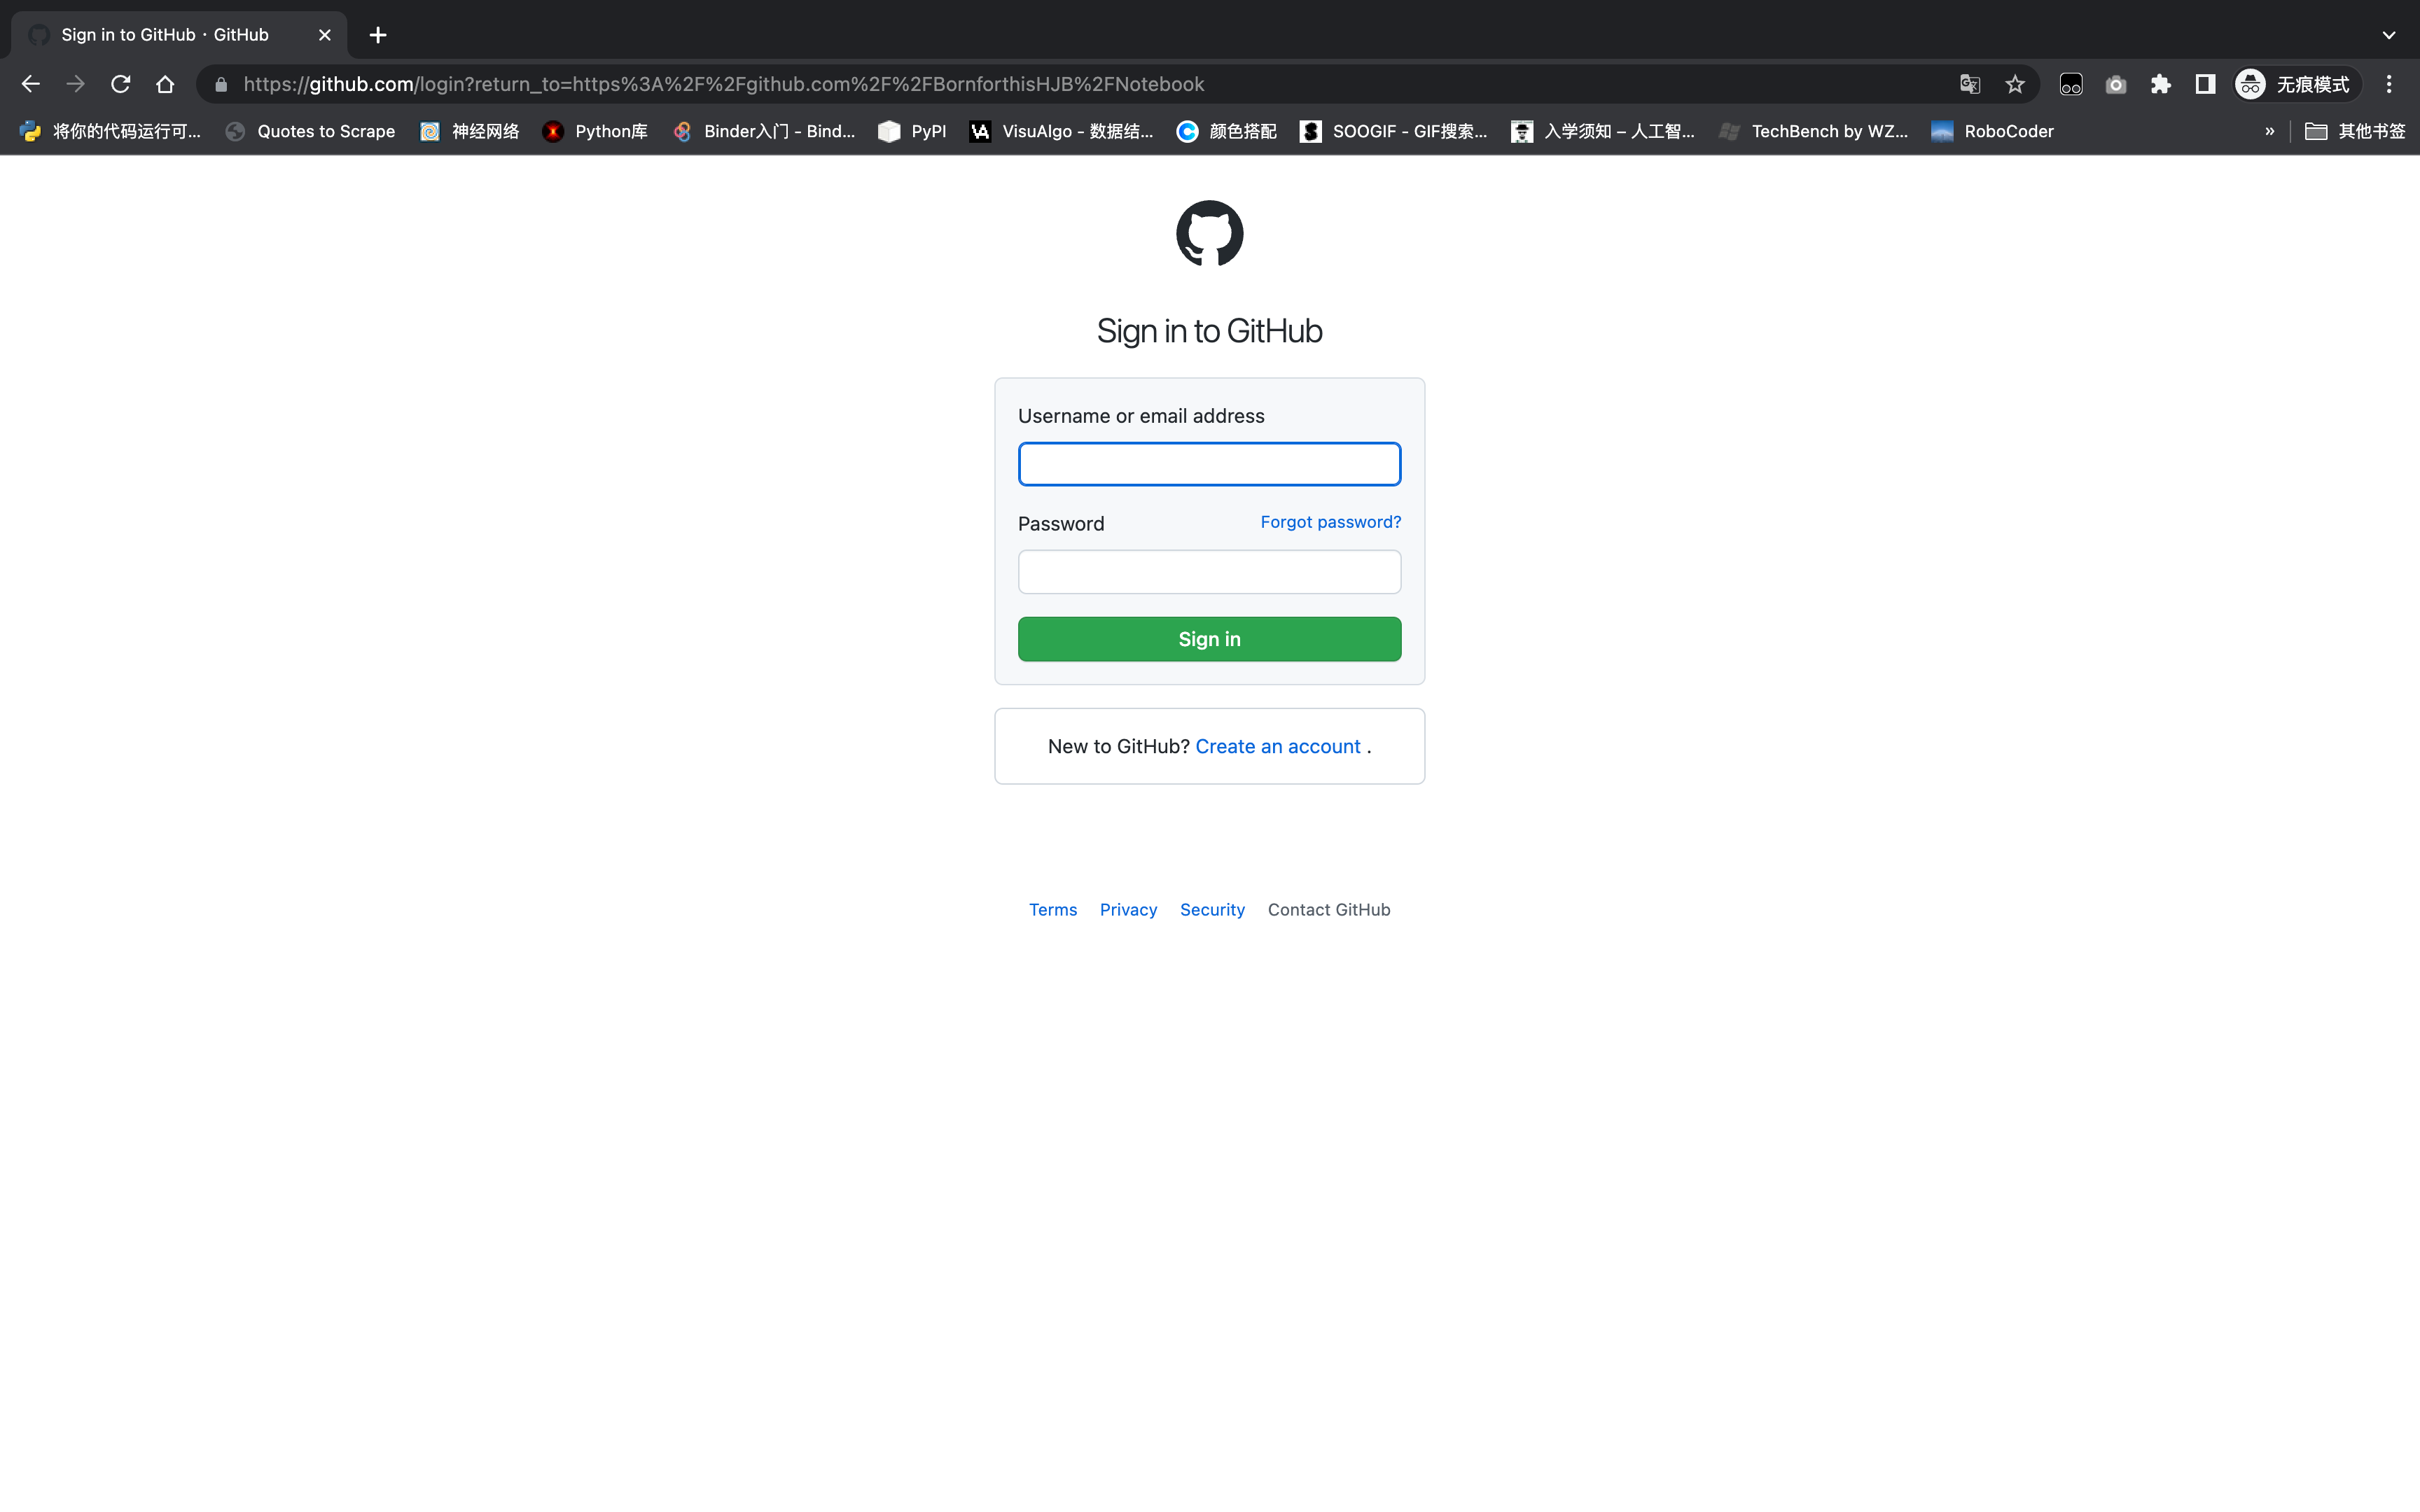 Sign in to GitHub · GitHub
https://github.com/login?return_to=https%3A%2F%2Fgithub.com%2F%2FBornforthisHJB%2FNotebook
无痕模式
将你的代码运行可... Quotes to Scrape 神经网络 Python库 Binder入门 - Bind... PyPI VisuAlgo - 数据结... 颜色搭配 SOOGIF - GIF搜索... 入学须知 – 人工智... TechBench by WZ... RoboCoder » 其他书签
Sign in to GitHub
Username or email address
Password Forgot password?
Sign in
New to GitHub? Create an account .
Terms Privacy Security Contact GitHub